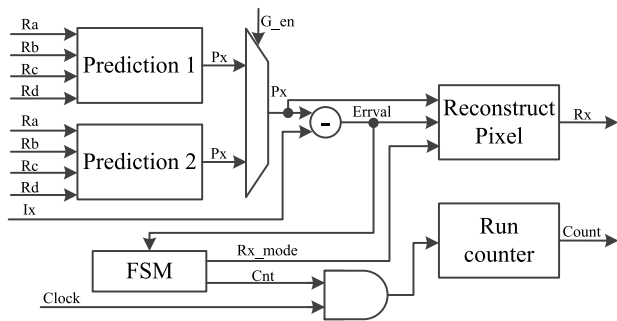 Ra
Rb
Rc
Rd
Prediction 1
Px
G_en
Px
Errval
-
Reconstruct
Pixel
Rx
Ra
Rb
Rc
Rd
Prediction 2
Px
Ix
FSM
Rx_mode
Cnt
Clock
Run
counter
Count